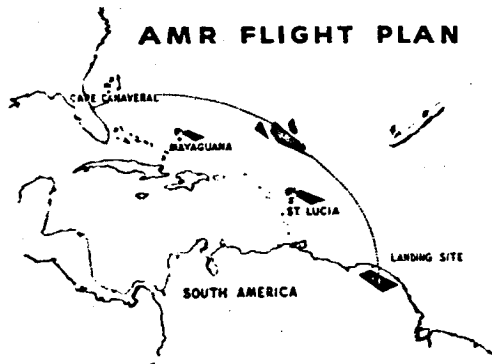 AMR FLIGHT PLAN
CAPE CANAVERAL
MAYAGUANA
ST LUCIA
LANDING SITE
SOUTH AMERICA